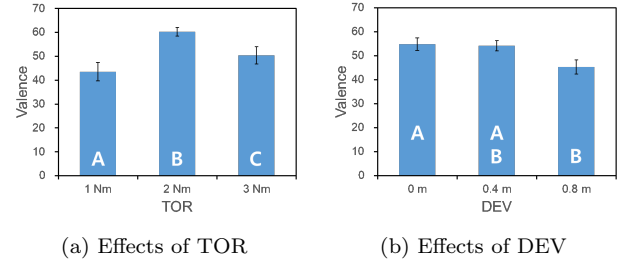 70
60
50
40
30
20
10
0
Valence
A B C
1 Nm 2 Nm 3 Nm
TOR
(a) Effects of TOR
70
60
50
40
30
20
10
0
Valence
A A B B
0 m 0.4 m 0.8 m
DEV
(b) Effects of DEV